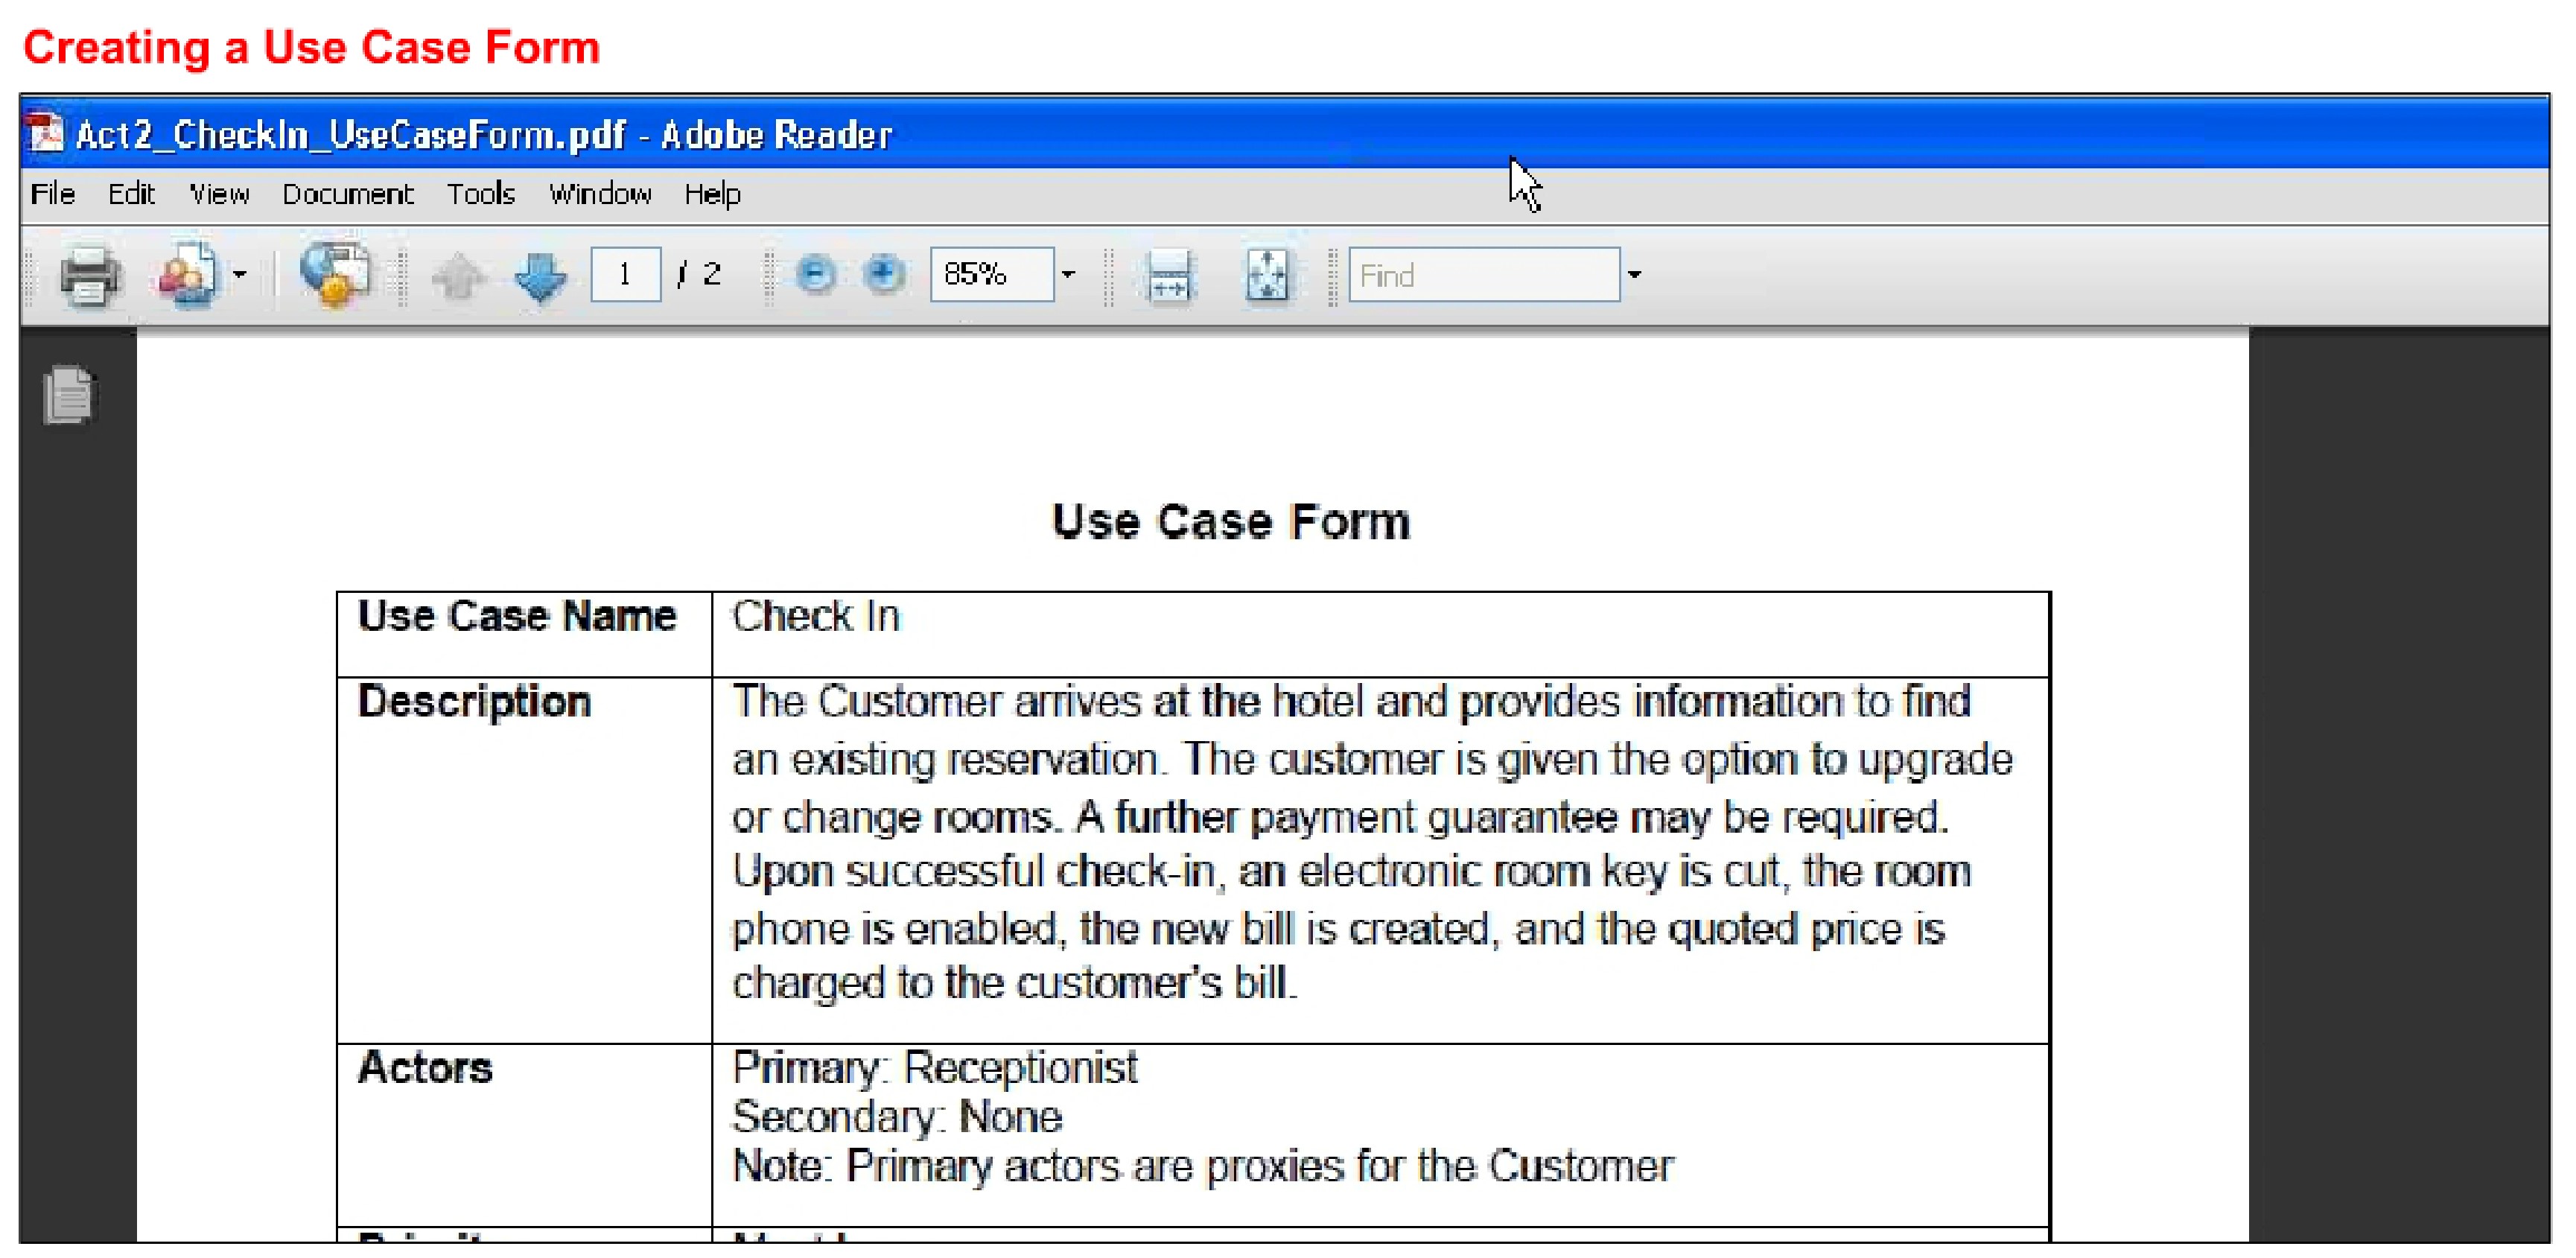 Creating a Use Case Form
Act2_CheckIn_UseCaseForm.pdf - Adobe Reader
File Edit View Document Tools Window Help
1 / 2 85% Find
Use Case Form
Use Case Name Check In
Description The Customer arrives at the hotel and provides information to find
an existing reservation. The customer is given the option to upgrade
or change rooms. A further payment guarantee may be required.
Upon successful check-in, an electronic room key is cut, the room
phone is enabled, the new bill is created, and the quoted price is
charged to the customer's bill.
Actors Primary: Receptionist
Secondary: None
Note: Primary actors are proxies for the Customer